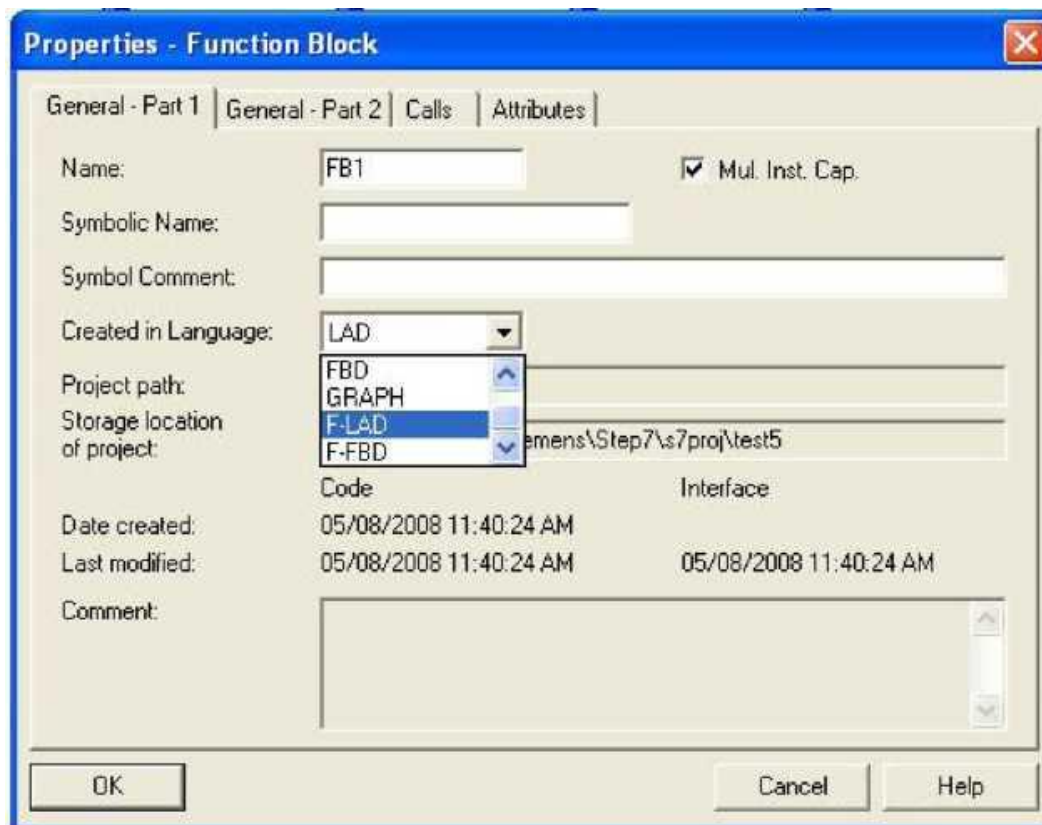 Properties - Function Block
General - Part 1 General - Part 2 Calls Attributes
Name: FB1 Mul. Inst. Cap.
Symbolic Name:
Symbol Comment:
Created in Language: LAD
FBD
Project path:
GRAPH
Storage location
of project:
F-LAD
emens\Step7\s7proj\test5
F-FBD
Code Interface
Date created: 05/08/2008 11:40:24 AM
Last modified: 05/08/2008 11:40:24 AM 05/08/2008 11:40:24 AM
Comment:
OK Cancel Help